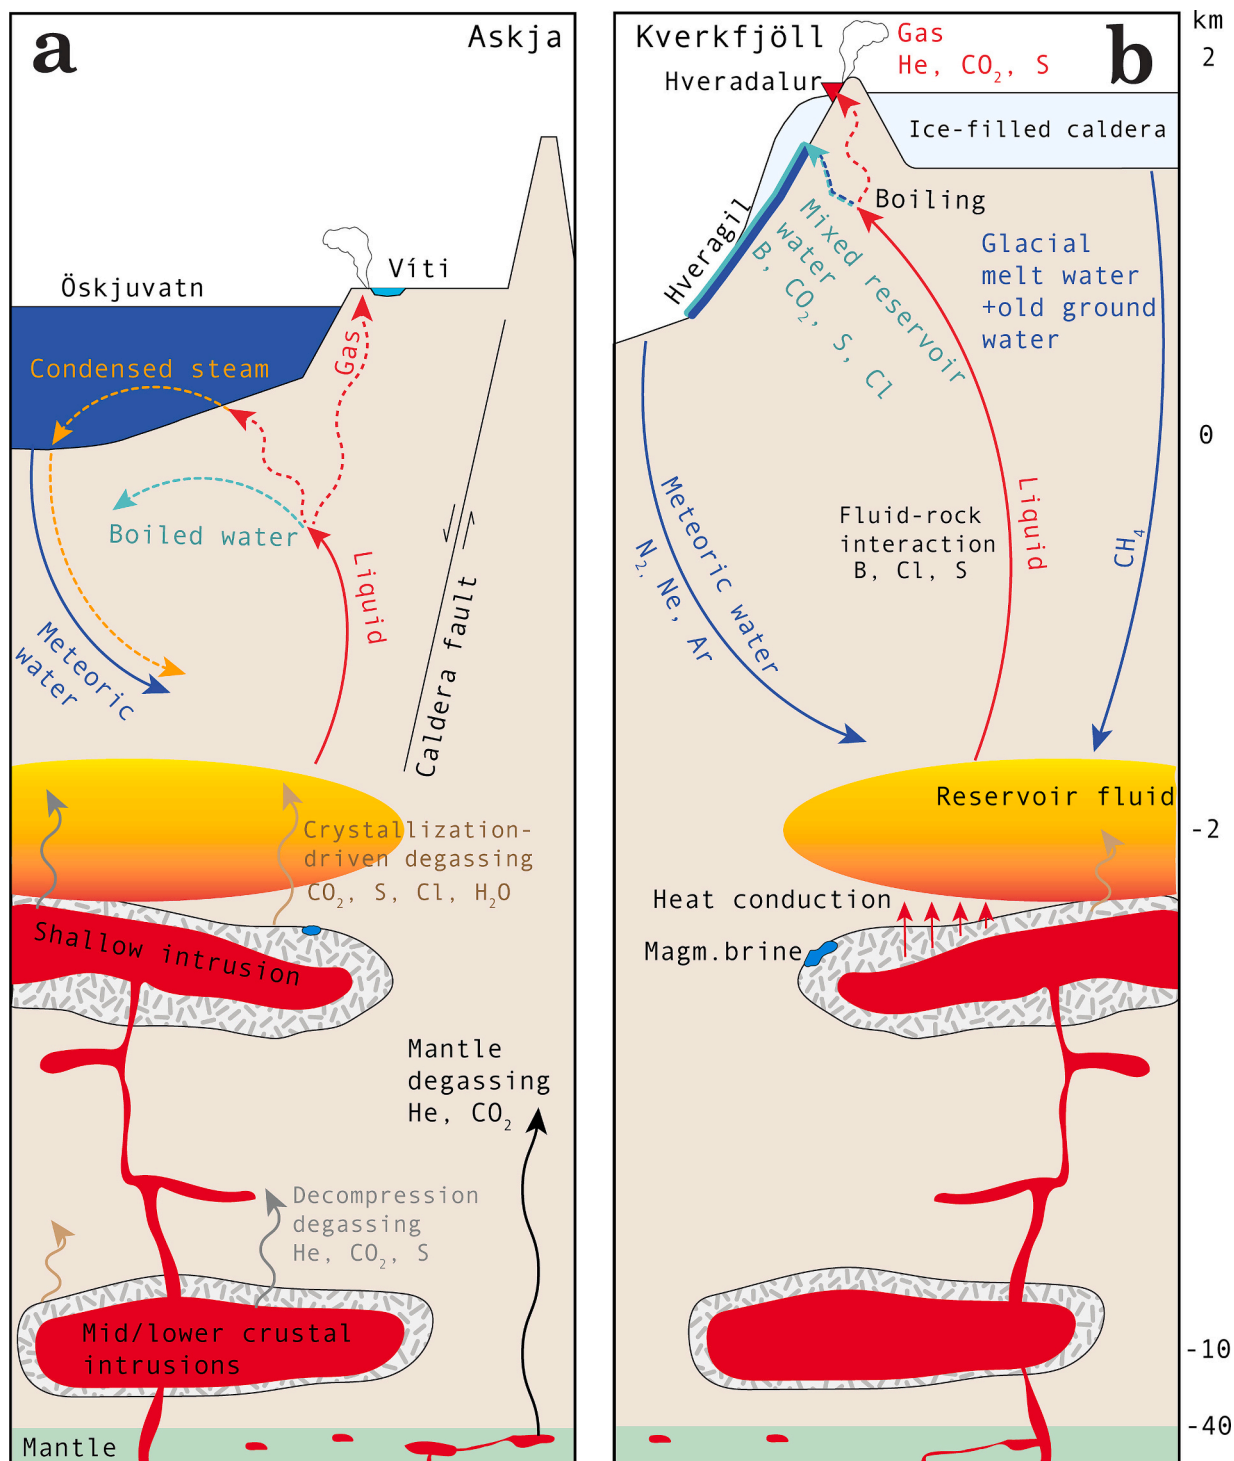 a
Askja
Öskjuvatn
Víti
Condensed steam
Gas
Boiled water
Liquid
Meteoric
water
Caldera fault
Crystallization-
driven degassing
CO₂, S, Cl, H₂O
Shallow intrusion
Mantle
degassing
He, CO₂
Decompression
degassing
He, CO₂, S
Mid/lower crustal
intrusions
Mantle
b
Kverkfjöll
Hveradalur
Gas
He, CO₂, S
Ice-filled caldera
Boiling
Hveragil
Mixed reservoir
water
B, CO₂, S, Cl
Glacial
melt water
+old ground
water
Meteoric water
N₂, Ne, Ar
Fluid-rock
interaction
B, Cl, S
Liquid
CH₄
Reservoir fluid
Heat conduction
Magm.brine
km
2
0
-2
-10
-40